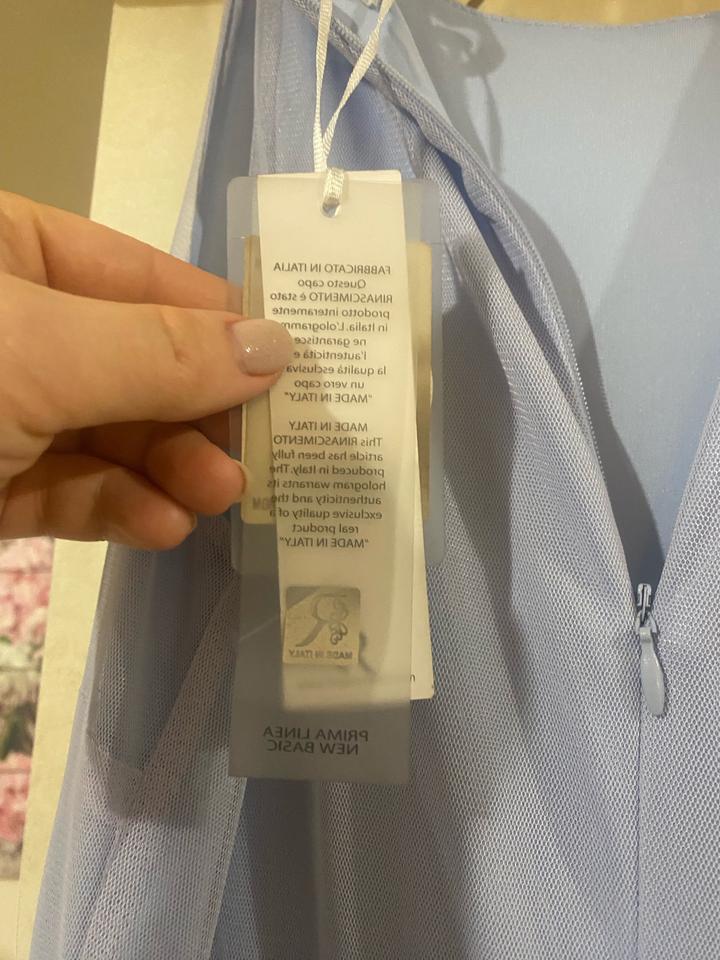 FABBRICATO IN ITALIA
Questo capo
RINASCIMENTO è stato
prodotto interamente
in Italia. L'ologramm
ne garantisce
l'autenticità e
la qualità esclusiva
un vero capo
"MADE IN ITALY"
MADE IN ITALY
This RINASCIMENTO
article has been fully
produced in Italy. The
hologram warrants its
authenticity and the
exclusive quality of a
real product
"MADE IN ITALY"
MADE IN ITALY
PRIMA LINEA
NEW BASIC